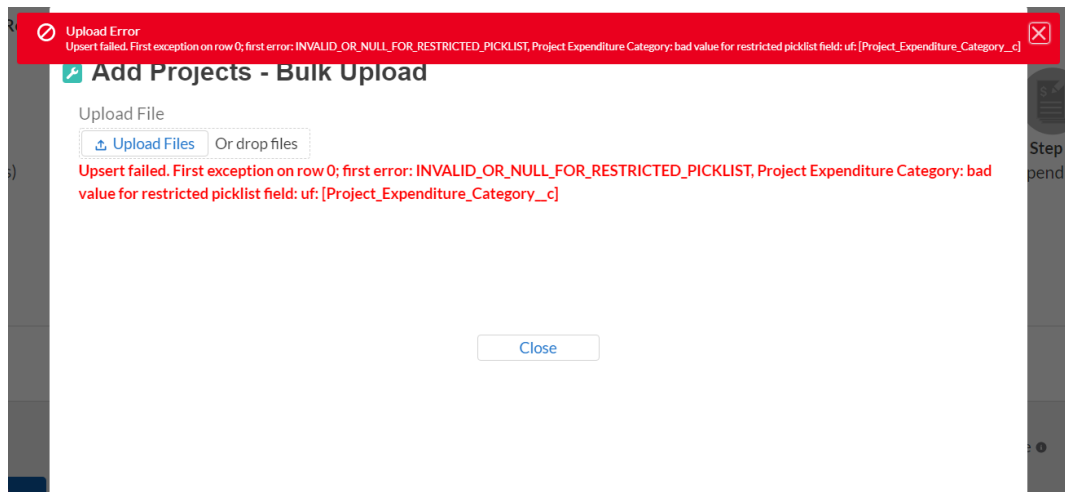 Upload Error
Upsert failed. First exception on row 0; first error: INVALID_OR_NULL_FOR_RESTRICTED_PICKLIST, Project Expenditure Category: bad value for restricted picklist field: uf: [Project_Expenditure_Category__c]
Add Projects - Bulk Upload
Upload File
Upload Files Or drop files
Upsert failed. First exception on row 0; first error: INVALID_OR_NULL_FOR_RESTRICTED_PICKLIST, Project Expenditure Category: bad
value for restricted picklist field: uf: [Project_Expenditure_Category__c]
Step
pend
Close